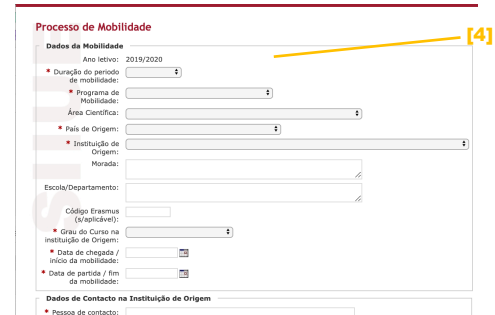 Processo de Mobilidade
[4]
Dados da Mobilidade
Ano letivo: 2019/2020
* Duração do periodo
de mobilidade:
* Programa de
Mobilidade:
Área Científica:
* País de Origem:
* Instituição de
Origem:
Morada:
Escola/Departamento:
Código Erasmus
(s/aplicável):
* Grau do Curso na
instituição de Origem:
* Data de chegada /
início da mobilidade:
* Data de partida / fim
da mobilidade:
Dados de Contacto na Instituição de Origem
* Pessoa de contacto: